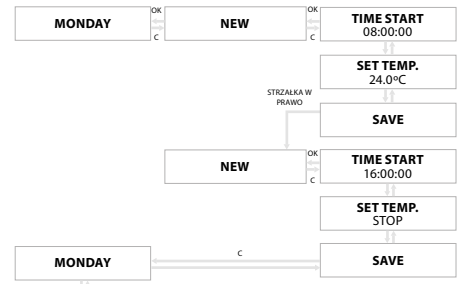 OK
OK
MONDAY
NEW
TIME START
08:00:00
C
C
SET TEMP.
24.0ºC
STRZAŁKA W
PRAWO
SAVE
NEW
OK
TIME START
16:00:00
C
SET TEMP.
STOP
C
MONDAY
SAVE